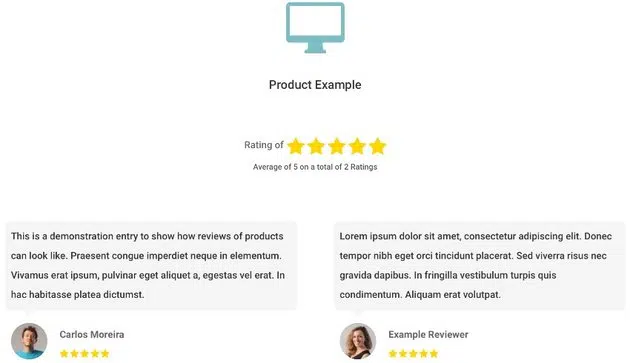 Product Example
Rating of
Average of 5 on a total of 2 Ratings
This is a demonstration entry to show how reviews of products
can look like. Praesent congue imperdiet neque in elementum.
Vivamus erat ipsum, pulvinar eget aliquet a, egestas vel erat. In
hac habitasse platea dictumst.
Carlos Moreira
Lorem ipsum dolor sit amet, consectetur adipiscing elit. Donec
tempor nibh eget orci tincidunt placerat. Sed viverra risus nec
gravida dapibus. In fringilla vestibulum turpis quis
condimentum. Aliquam erat volutpat.
Example Reviewer